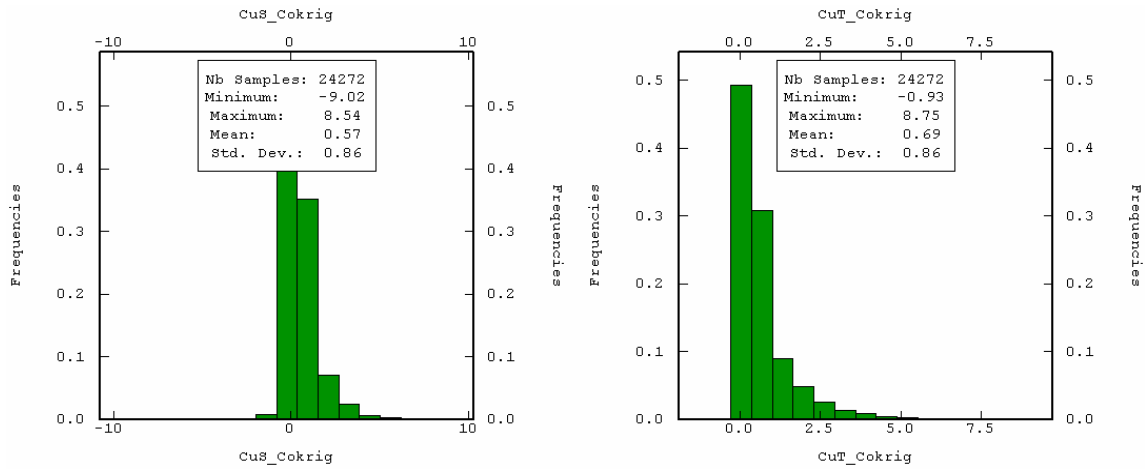 CuS_Cokrig
-10 0 10
Nb Samples: 24272
Minimum: -9.02
Maximum: 8.54
Mean: 0.57
Std. Dev.: 0.86
0.5 0.5
0.4 0.4
0.3 0.3
0.2 0.2
0.1 0.1
0.0 0.0
Frequencies
Frequencies
-10 0 10
CuS_Cokrig
CuT_Cokrig
0.0 2.5 5.0 7.5
Nb Samples: 24272
Minimum: -0.93
Maximum: 8.75
Mean: 0.69
Std. Dev.: 0.86
0.5 0.5
0.4 0.4
0.3 0.3
0.2 0.2
0.1 0.1
0.0 0.0
Frequencies
Frequencies
0.0 2.5 5.0 7.5
CuT_Cokrig